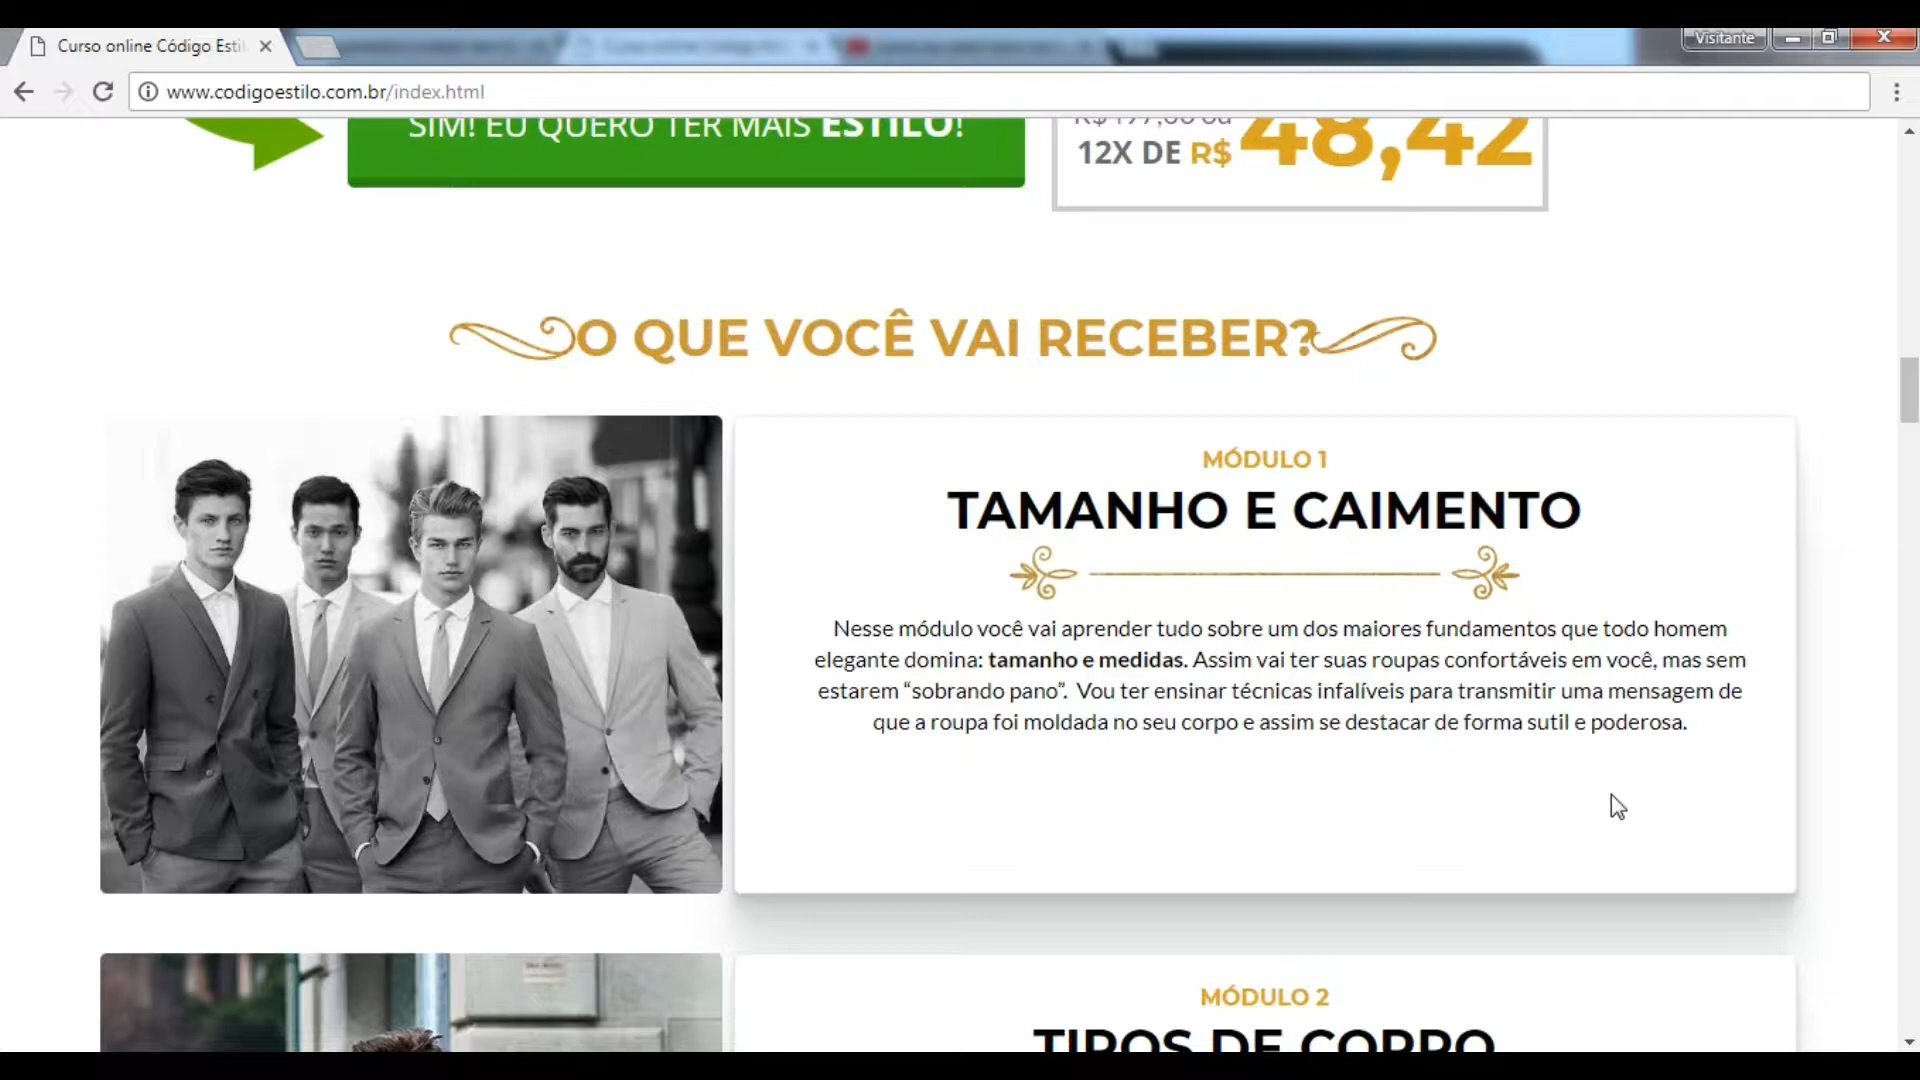 Curso online Código Esti
Visitante
www.codigoestilo.com.br/index.html
SIM! EU QUERO TER MAIS ESTILO!
12X DE R$ 48,42
O QUE VOCÊ VAI RECEBER?
MÓDULO 1
TAMANHO E CAIMENTO
Nesse módulo você vai aprender tudo sobre um dos maiores fundamentos que todo homem
elegante domina: tamanho e medidas. Assim vai ter suas roupas confortáveis em você, mas sem
estarem “sobrando pano”.  Vou ter ensinar técnicas infalíveis para transmitir uma mensagem de
que a roupa foi moldada no seu corpo e assim se destacar de forma sutil e poderosa.
MÓDULO 2
TIPOS DE CORPO